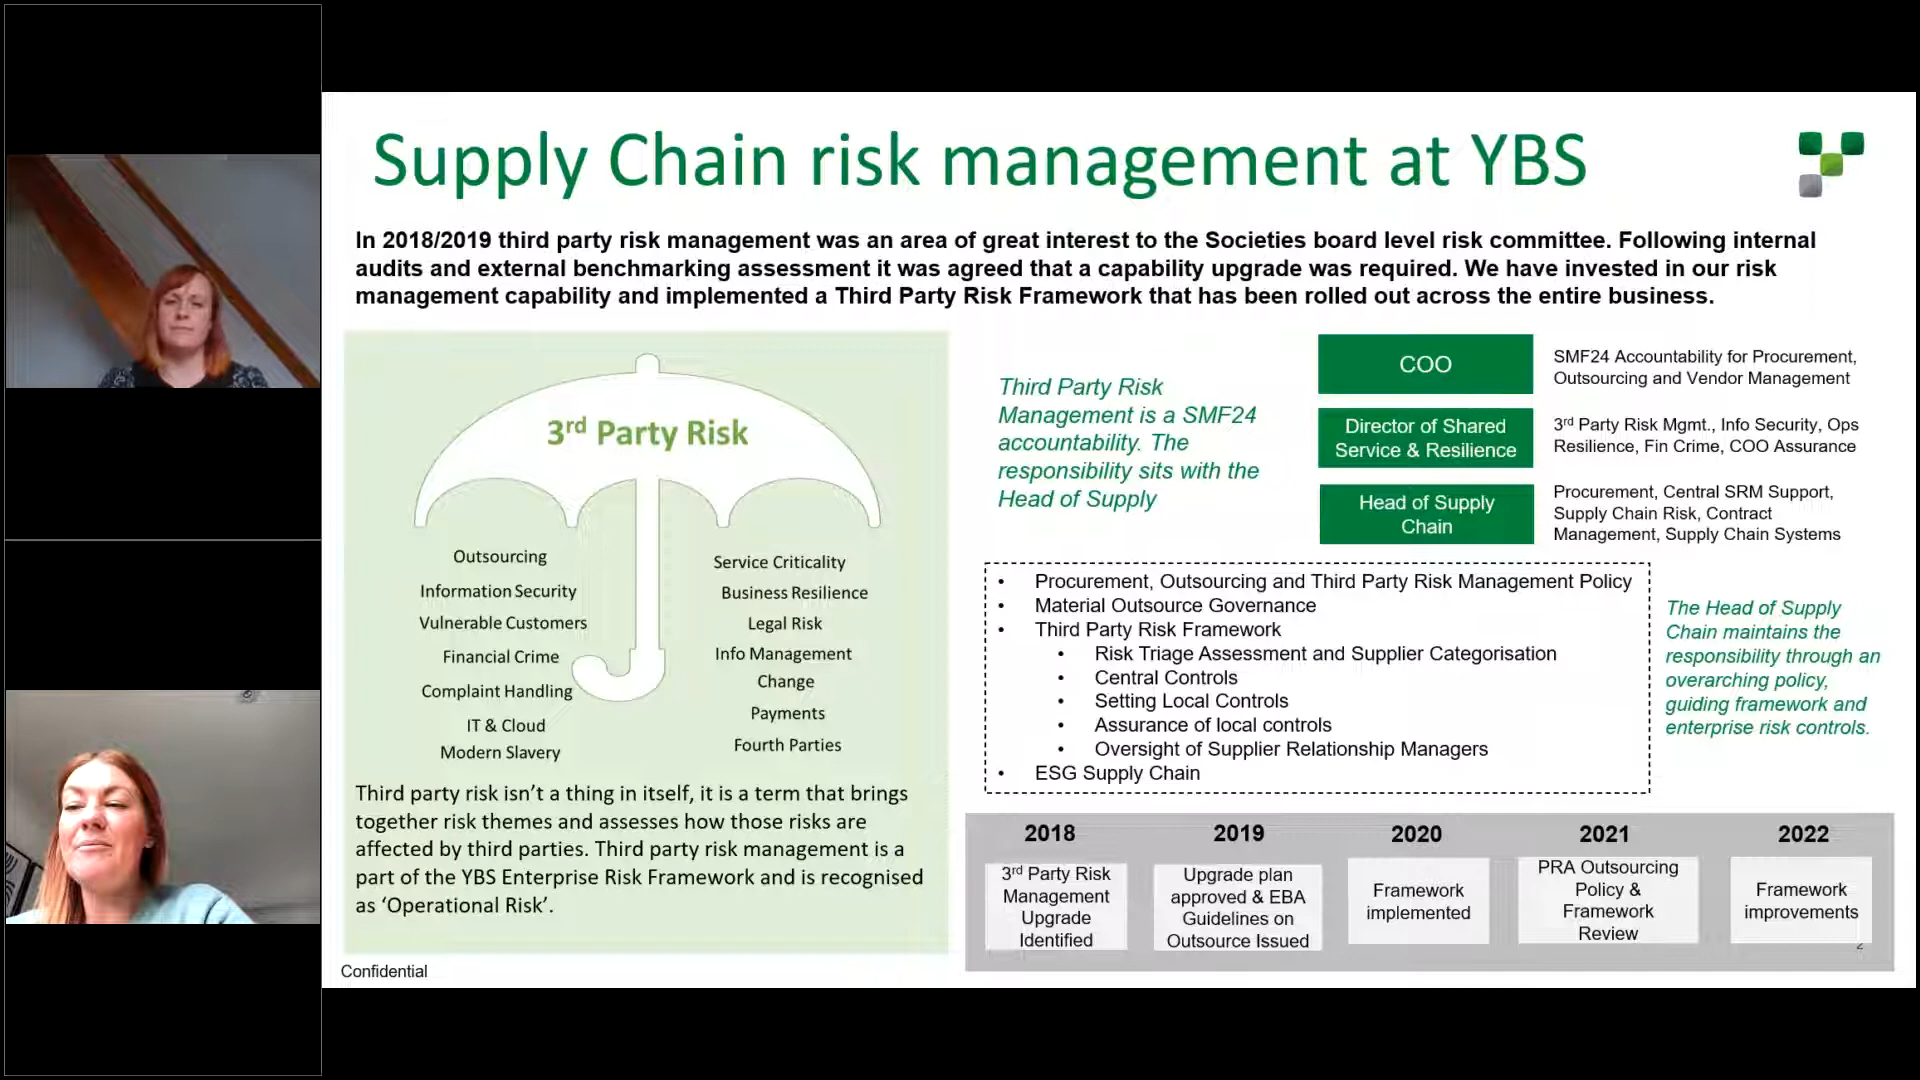 Supply Chain risk management at YBS
In 2018/2019 third party risk management was an area of great interest to the Societies board level risk committee. Following internal
audits and external benchmarking assessment it was agreed that a capability upgrade was required. We have invested in our risk
management capability and implemented a Third Party Risk Framework that has been rolled out across the entire business.
3rd Party Risk
Outsourcing
Information Security
Vulnerable Customers
Financial Crime
Complaint Handling
IT & Cloud
Modern Slavery
Service Criticality
Business Resilience
Legal Risk
Info Management
Change
Payments
Fourth Parties
Third party risk isn't a thing in itself, it is a term that brings
together risk themes and assesses how those risks are
affected by third parties. Third party risk management is a
part of the YBS Enterprise Risk Framework and is recognised
as ‘Operational Risk’.
Third Party Risk
Management is a SMF24
accountability. The
responsibility sits with the
Head of Supply
COO
SMF24 Accountability for Procurement,
Outsourcing and Vendor Management
Director of Shared
Service & Resilience
3rd Party Risk Mgmt., Info Security, Ops
Resilience, Fin Crime, COO Assurance
Head of Supply
Chain
Procurement, Central SRM Support,
Supply Chain Risk, Contract
Management, Supply Chain Systems
• Procurement, Outsourcing and Third Party Risk Management Policy
• Material Outsource Governance
• Third Party Risk Framework
• Risk Triage Assessment and Supplier Categorisation
• Central Controls
• Setting Local Controls
• Assurance of local controls
• Oversight of Supplier Relationship Managers
• ESG Supply Chain
The Head of Supply
Chain maintains the
responsibility through an
overarching policy,
guiding framework and
enterprise risk controls.
2018
3rd Party Risk
Management
Upgrade
Identified
2019
Upgrade plan
approved & EBA
Guidelines on
Outsource Issued
2020
Framework
implemented
2021
PRA Outsourcing
Policy &
Framework
Review
2022
Framework
improvements
2
Confidential